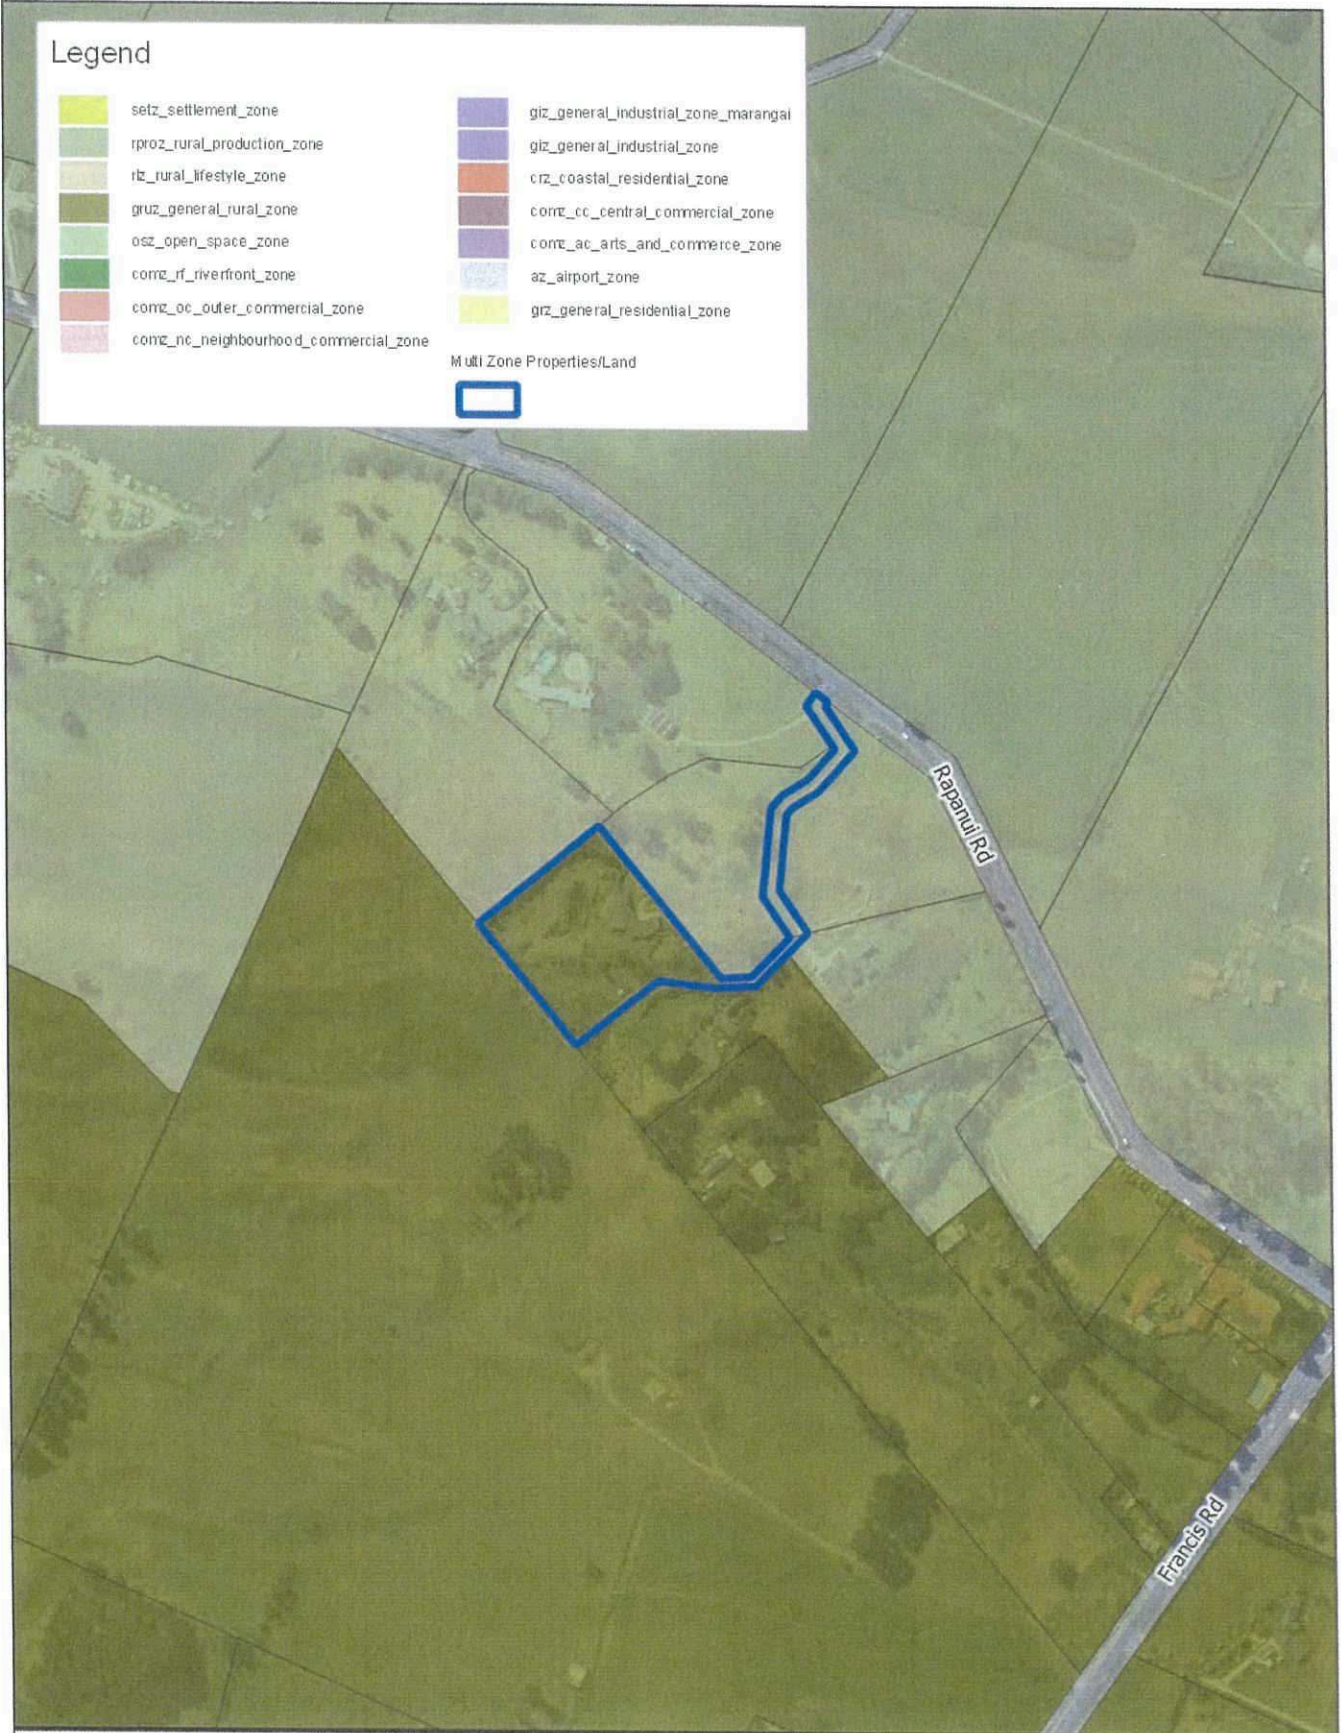 Legend
setz_settlement_zone
rproz_rural_production_zone
rlz_rural_lifestyle_zone
gruz_general_rural_zone
osz_open_space_zone
comz_rf_riverfront_zone
comz_oc_outer_commercial_zone
comz_nc_neighbourhood_commercial_zone
giz_general_industrial_zone_marangai
giz_general_industrial_zone
crz_coastal_residential_zone
comz_cc_central_commercial_zone
comz_ac_arts_and_commerce_zone
az_airport_zone
grz_general_residential_zone
Multi Zone Properties/Land
Rapanui Rd
Francis Rd